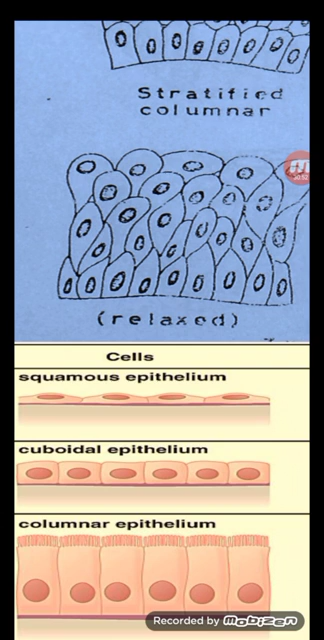 Stratified
columnar
(relaxed)
Cells
squamous epithelium
cuboidal epithelium
columnar epithelium
Recorded by mobizen